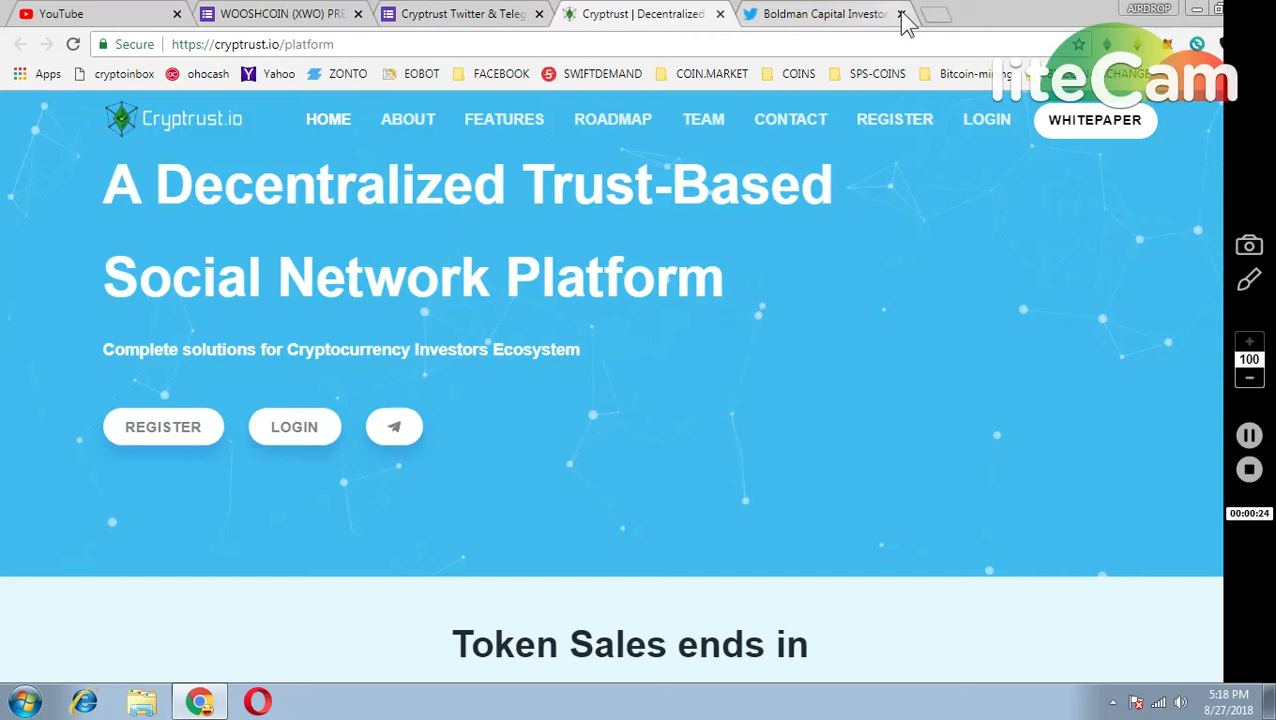 YouTube
WOOSHCOIN (XWO) PRE
Cryptrust Twitter & Tele
Cryptrust | Decentralized
Boldman Capital Investor
AIRDROP
Secure
https://cryptrust.io/platform
Apps
cryptoinbox
ohocash
Yahoo
ZONTO
EOBOT
FACEBOOK
SWIFTDEMAND
COIN.MARKET
COINS
SPS-COINS
Bitcoin-mining
CHANGE
liteCam
Cryptrust.io
HOME
ABOUT
FEATURES
ROADMAP
TEAM
CONTACT
REGISTER
LOGIN
WHITEPAPER
A Decentralized Trust-Based
Social Network Platform
Complete solutions for Cryptocurrency Investors Ecosystem
REGISTER
LOGIN
100
00:00:24
Token Sales ends in
5:18 PM
8/27/2018